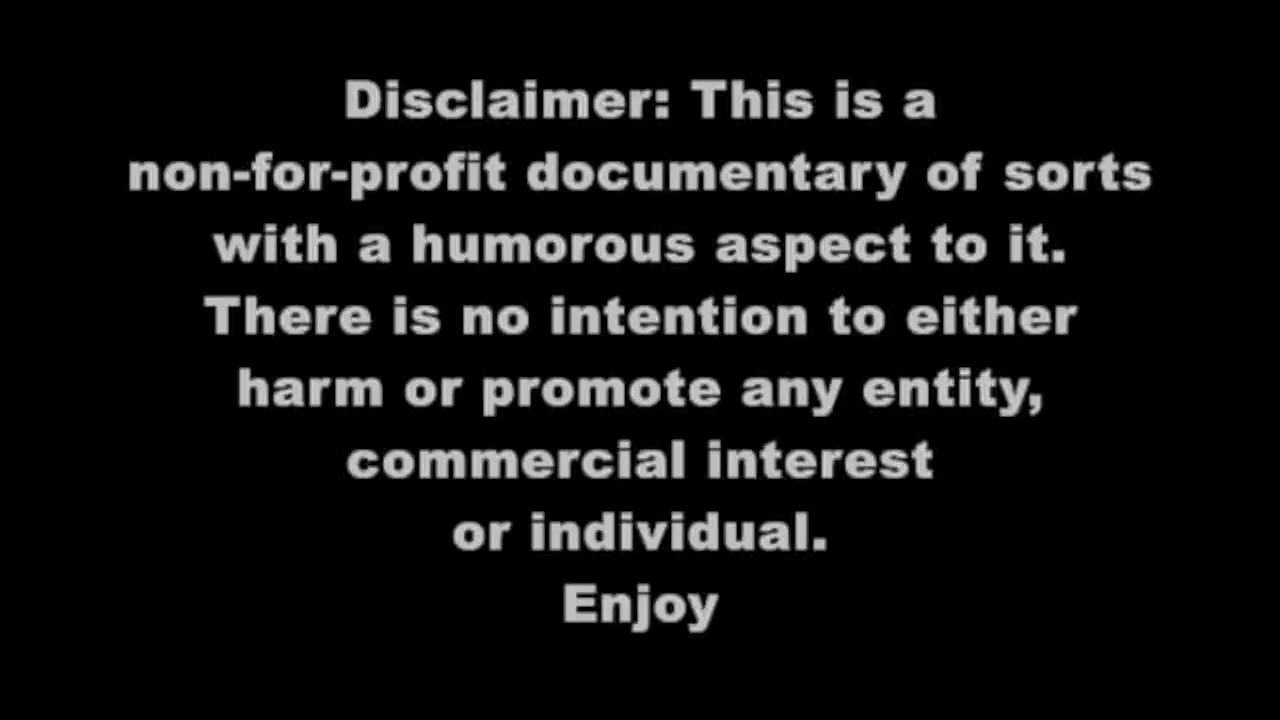 Disclaimer: This is a
non-for-profit documentary of sorts
with a humorous aspect to it.
There is no intention to either
harm or promote any entity,
commercial interest
or individual.
Enjoy